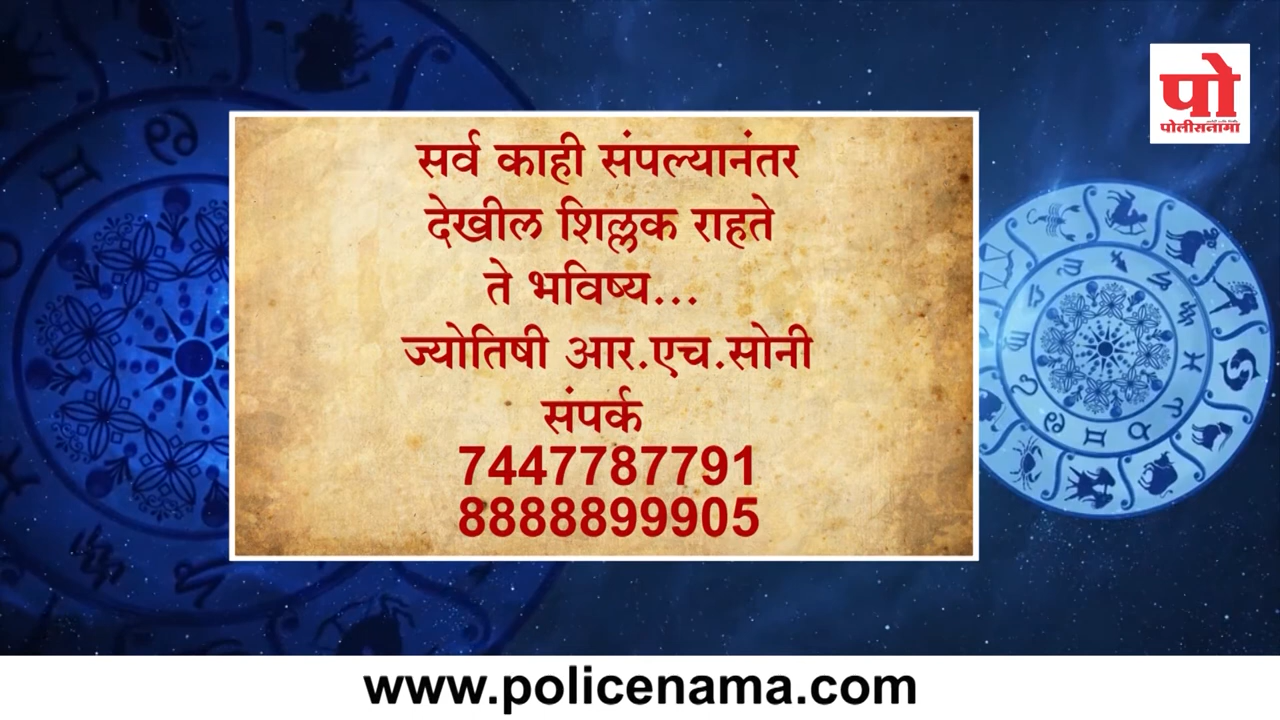 पो
पोलीसनामा
सर्व काही संपल्यानंतर
देखील शिल्लक राहते
ते भविष्य...
ज्योतिषी आर.एच.सोनी
संपर्क
7447787791
8888899905
www.policenama.com